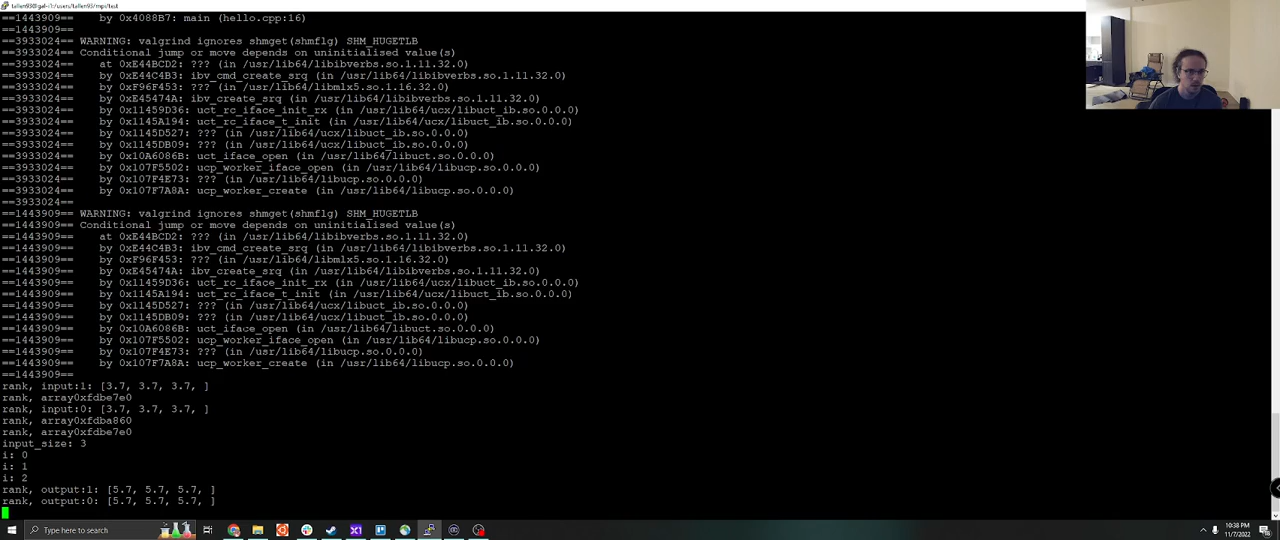 tallen93@gal-i1:/users/tallen93/mpi/test
==1443909==    by 0x4088B7: main (hello.cpp:16)
==1443909==
==3933024== WARNING: valgrind ignores shmget(shmflg) SHM_HUGETLB
==3933024== Conditional jump or move depends on uninitialised value(s)
==3933024==    at 0xE44BCD2: ??? (in /usr/lib64/libibverbs.so.1.11.32.0)
==3933024==    by 0xE44C4B3: ibv_cmd_create_srq (in /usr/lib64/libibverbs.so.1.11.32.0)
==3933024==    by 0xF96F453: ??? (in /usr/lib64/libmlx5.so.1.16.32.0)
==3933024==    by 0xE45474A: ibv_create_srq (in /usr/lib64/libibverbs.so.1.11.32.0)
==3933024==    by 0x11459D36: uct_rc_iface_init_rx (in /usr/lib64/ucx/libuct_ib.so.0.0.0)
==3933024==    by 0x1145A194: uct_rc_iface_t_init (in /usr/lib64/ucx/libuct_ib.so.0.0.0)
==3933024==    by 0x1145D527: ??? (in /usr/lib64/ucx/libuct_ib.so.0.0.0)
==3933024==    by 0x1145DB09: ??? (in /usr/lib64/ucx/libuct_ib.so.0.0.0)
==3933024==    by 0x10A6086B: uct_iface_open (in /usr/lib64/libuct.so.0.0.0)
==3933024==    by 0x107F5502: ucp_worker_iface_open (in /usr/lib64/libucp.so.0.0.0)
==3933024==    by 0x107F4E73: ??? (in /usr/lib64/libucp.so.0.0.0)
==3933024==    by 0x107F7A8A: ucp_worker_create (in /usr/lib64/libucp.so.0.0.0)
==3933024==
==1443909== WARNING: valgrind ignores shmget(shmflg) SHM_HUGETLB
==1443909== Conditional jump or move depends on uninitialised value(s)
==1443909==    at 0xE44BCD2: ??? (in /usr/lib64/libibverbs.so.1.11.32.0)
==1443909==    by 0xE44C4B3: ibv_cmd_create_srq (in /usr/lib64/libibverbs.so.1.11.32.0)
==1443909==    by 0xF96F453: ??? (in /usr/lib64/libmlx5.so.1.16.32.0)
==1443909==    by 0xE45474A: ibv_create_srq (in /usr/lib64/libibverbs.so.1.11.32.0)
==1443909==    by 0x11459D36: uct_rc_iface_init_rx (in /usr/lib64/ucx/libuct_ib.so.0.0.0)
==1443909==    by 0x1145A194: uct_rc_iface_t_init (in /usr/lib64/ucx/libuct_ib.so.0.0.0)
==1443909==    by 0x1145D527: ??? (in /usr/lib64/ucx/libuct_ib.so.0.0.0)
==1443909==    by 0x1145DB09: ??? (in /usr/lib64/ucx/libuct_ib.so.0.0.0)
==1443909==    by 0x10A6086B: uct_iface_open (in /usr/lib64/libuct.so.0.0.0)
==1443909==    by 0x107F5502: ucp_worker_iface_open (in /usr/lib64/libucp.so.0.0.0)
==1443909==    by 0x107F4E73: ??? (in /usr/lib64/libucp.so.0.0.0)
==1443909==    by 0x107F7A8A: ucp_worker_create (in /usr/lib64/libucp.so.0.0.0)
==1443909==
rank, input:1: [3.7, 3.7, 3.7, ]
rank, array0xfdbe7e0
rank, input:0: [3.7, 3.7, 3.7, ]
rank, array0xfdba860
rank, array0xfdbe7e0
input_size: 3
i: 0
i: 1
i: 2
rank, output:1: [5.7, 5.7, 5.7, ]
rank, output:0: [5.7, 5.7, 5.7, ]
Type here to search
10:38 PM
11/7/2022